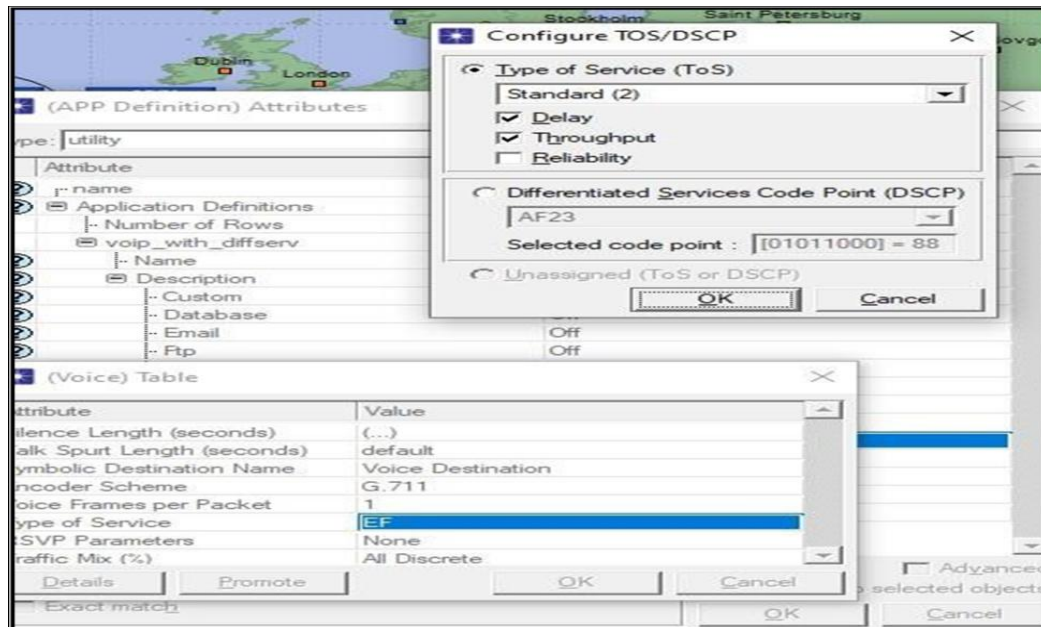 Stockholm
Saint Petersburg
Configure TOS/DSCP
Type of Service (ToS)
Standard (2)
Delay
Throughput
Reliability
Differentiated Services Code Point (DSCP)
AF23
Selected code point : [01011000] = 88
Unassigned (ToS or DSCP)
OK Cancel
Dublin
London
(APP Definition) Attributes
ype: utility
Attribute
name
Application Definitions
Number of Rows
voip_with_diffserv
Name
Description
Custom
Database
Email Off
Ftp Off
(Voice) Table
ttribute Value
ilence Length (seconds) (...)
alk Spurt Length (seconds) default
ymbolic Destination Name Voice Destination
ncoder Scheme G.711
oice Frames per Packet 1
ype of Service EF
SVP Parameters None
raffic Mix (%) All Discrete
Details Promote OK Cancel
Advanced
selected objects
Exact match
OK Cancel